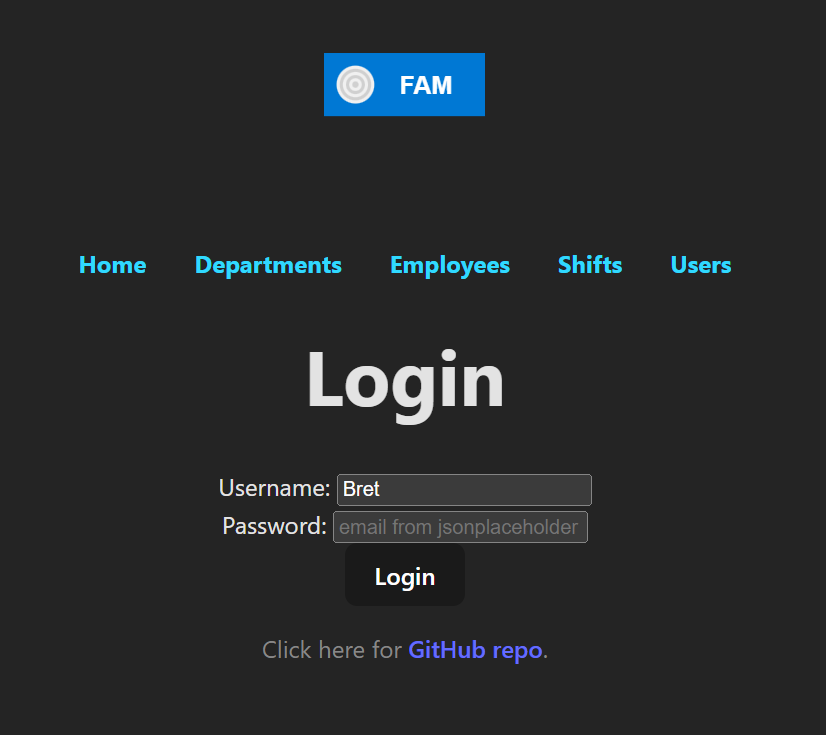 FAM
Home Departments Employees Shifts Users
Login
Username: Bret
Password: email from jsonplaceholder
Login
Click here for GitHub repo.